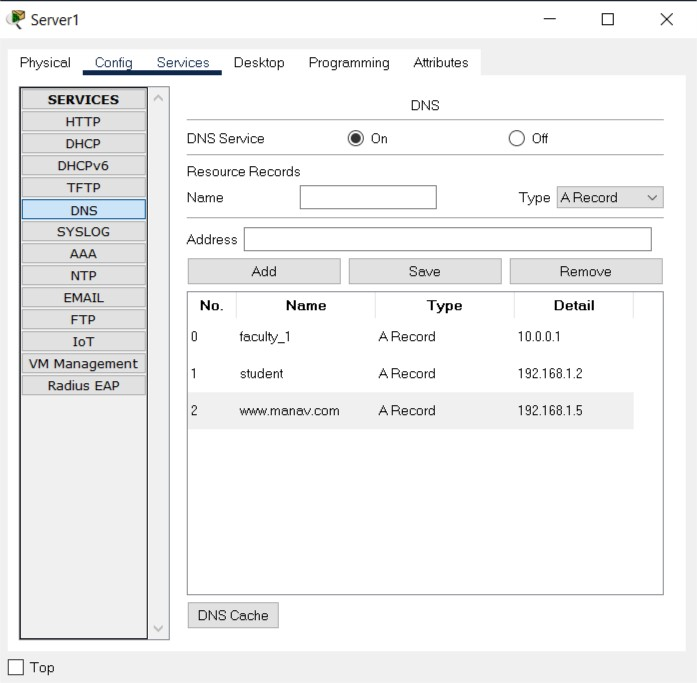 Server1
Physical Config Services Desktop Programming Attributes
SERVICES
HTTP
DHCP
DHCPv6
TFTP
DNS
SYSLOG
AAA
NTP
EMAIL
FTP
IoT
VM Management
Radius EAP
DNS
DNS Service On Off
Resource Records
Name Type A Record
Address
Add Save Remove
No. Name Type Detail
0 faculty_1 A Record 10.0.0.1
1 student A Record 192.168.1.2
2 www.manav.com A Record 192.168.1.5
DNS Cache
Top